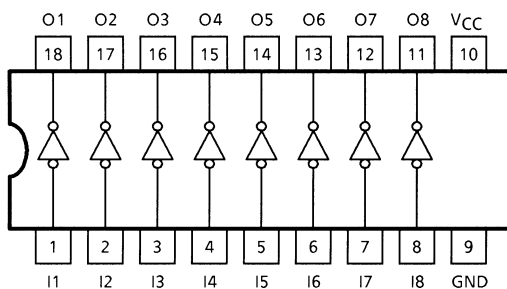 O1 O2 O3 O4 O5 O6 O7 O8 VCC
18 17 16 15 14 13 12 11 10
1 2 3 4 5 6 7 8 9
I1 I2 I3 I4 I5 I6 I7 I8 GND